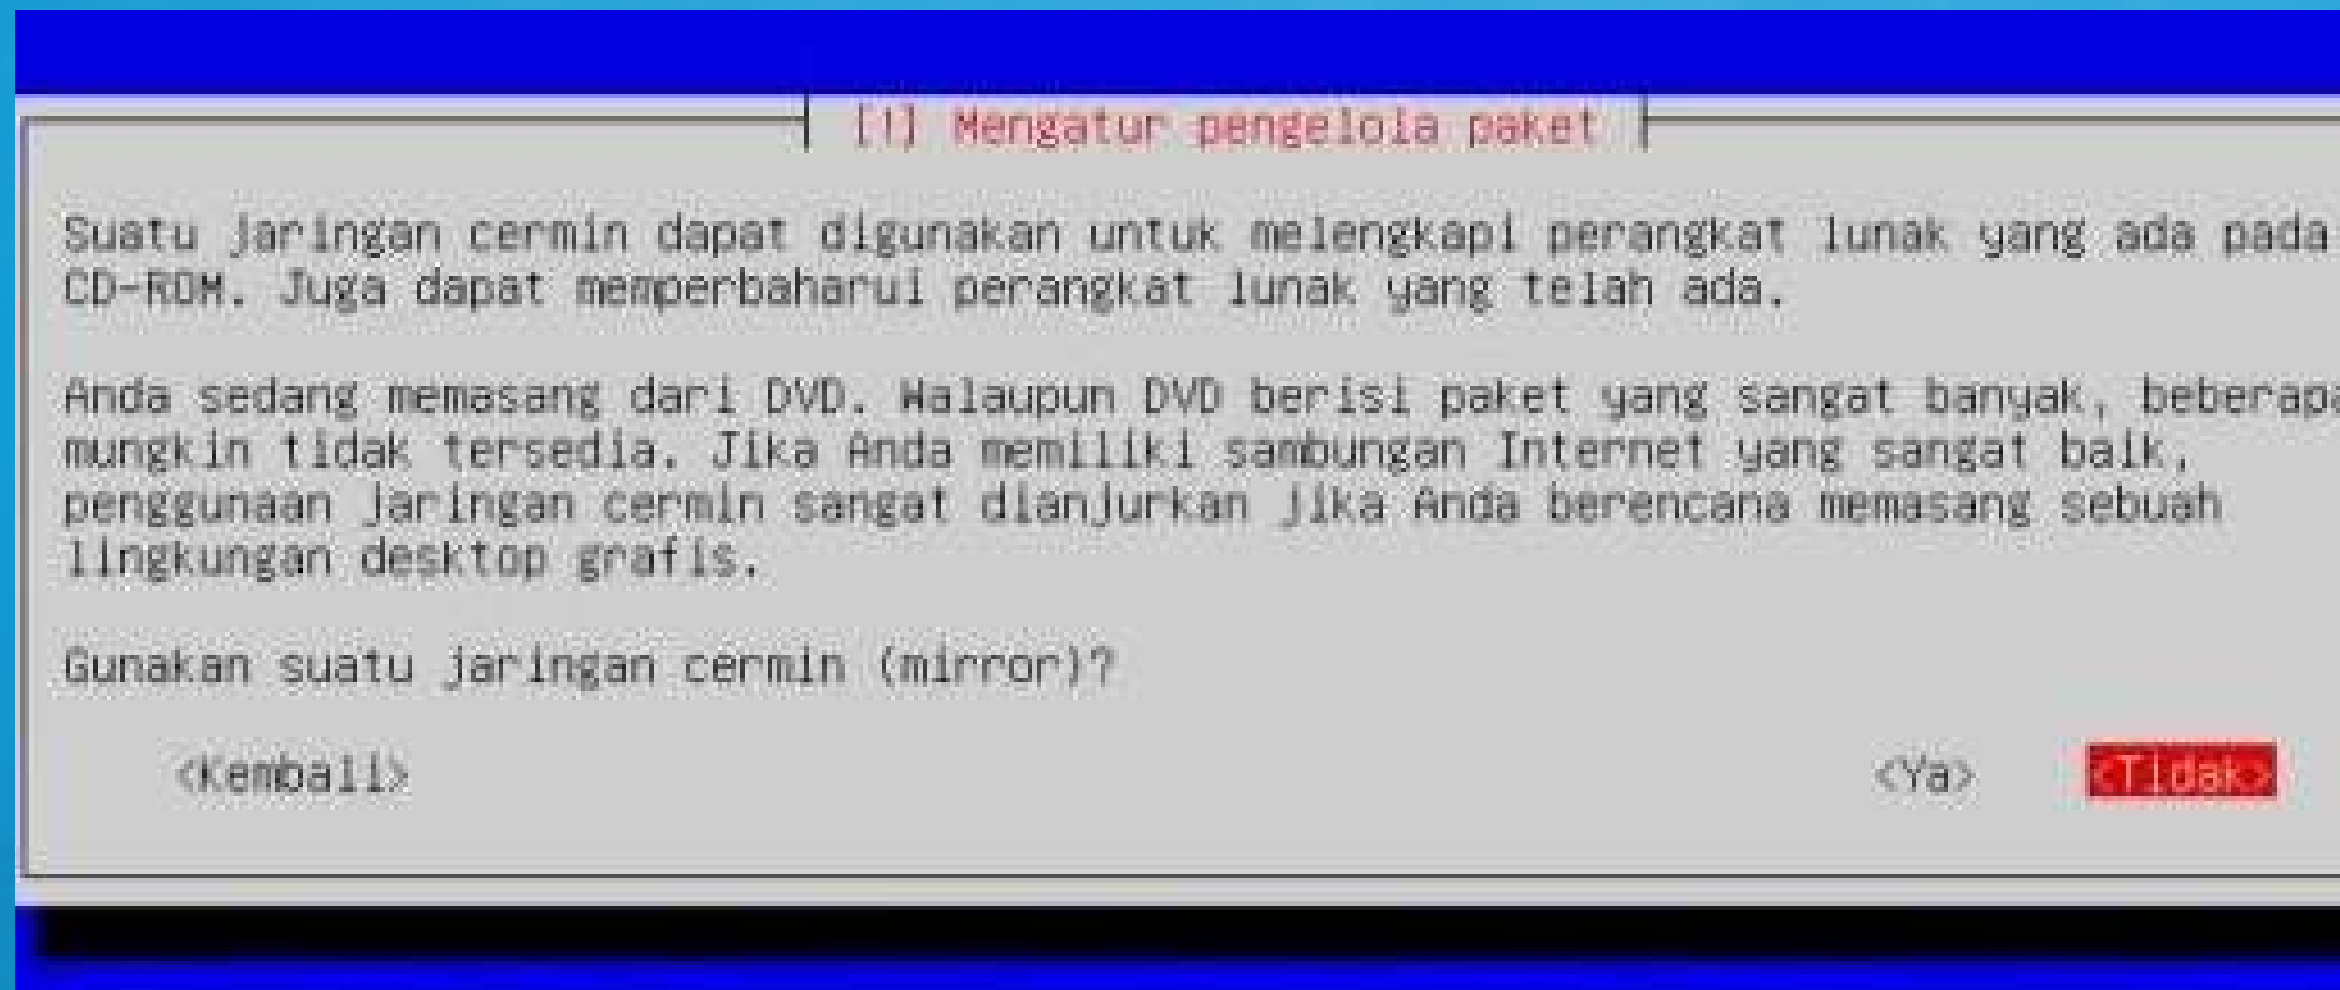 [!] Mengatur pengelola paket
Suatu jaringan cermin dapat digunakan untuk melengkapi perangkat lunak yang ada pada
CD-ROM. Juga dapat memperbaharui perangkat lunak yang telah ada.
Anda sedang memasang dari DVD. Walaupun DVD berisi paket yang sangat banyak, beberapa
mungkin tidak tersedia. Jika Anda memiliki sambungan Internet yang sangat baik,
penggunaan jaringan cermin sangat dianjurkan jika Anda berencana memasang sebuah
lingkungan desktop grafis.
Gunakan suatu jaringan cermin (mirror)?
<Kembali> <Ya> <Tidak>